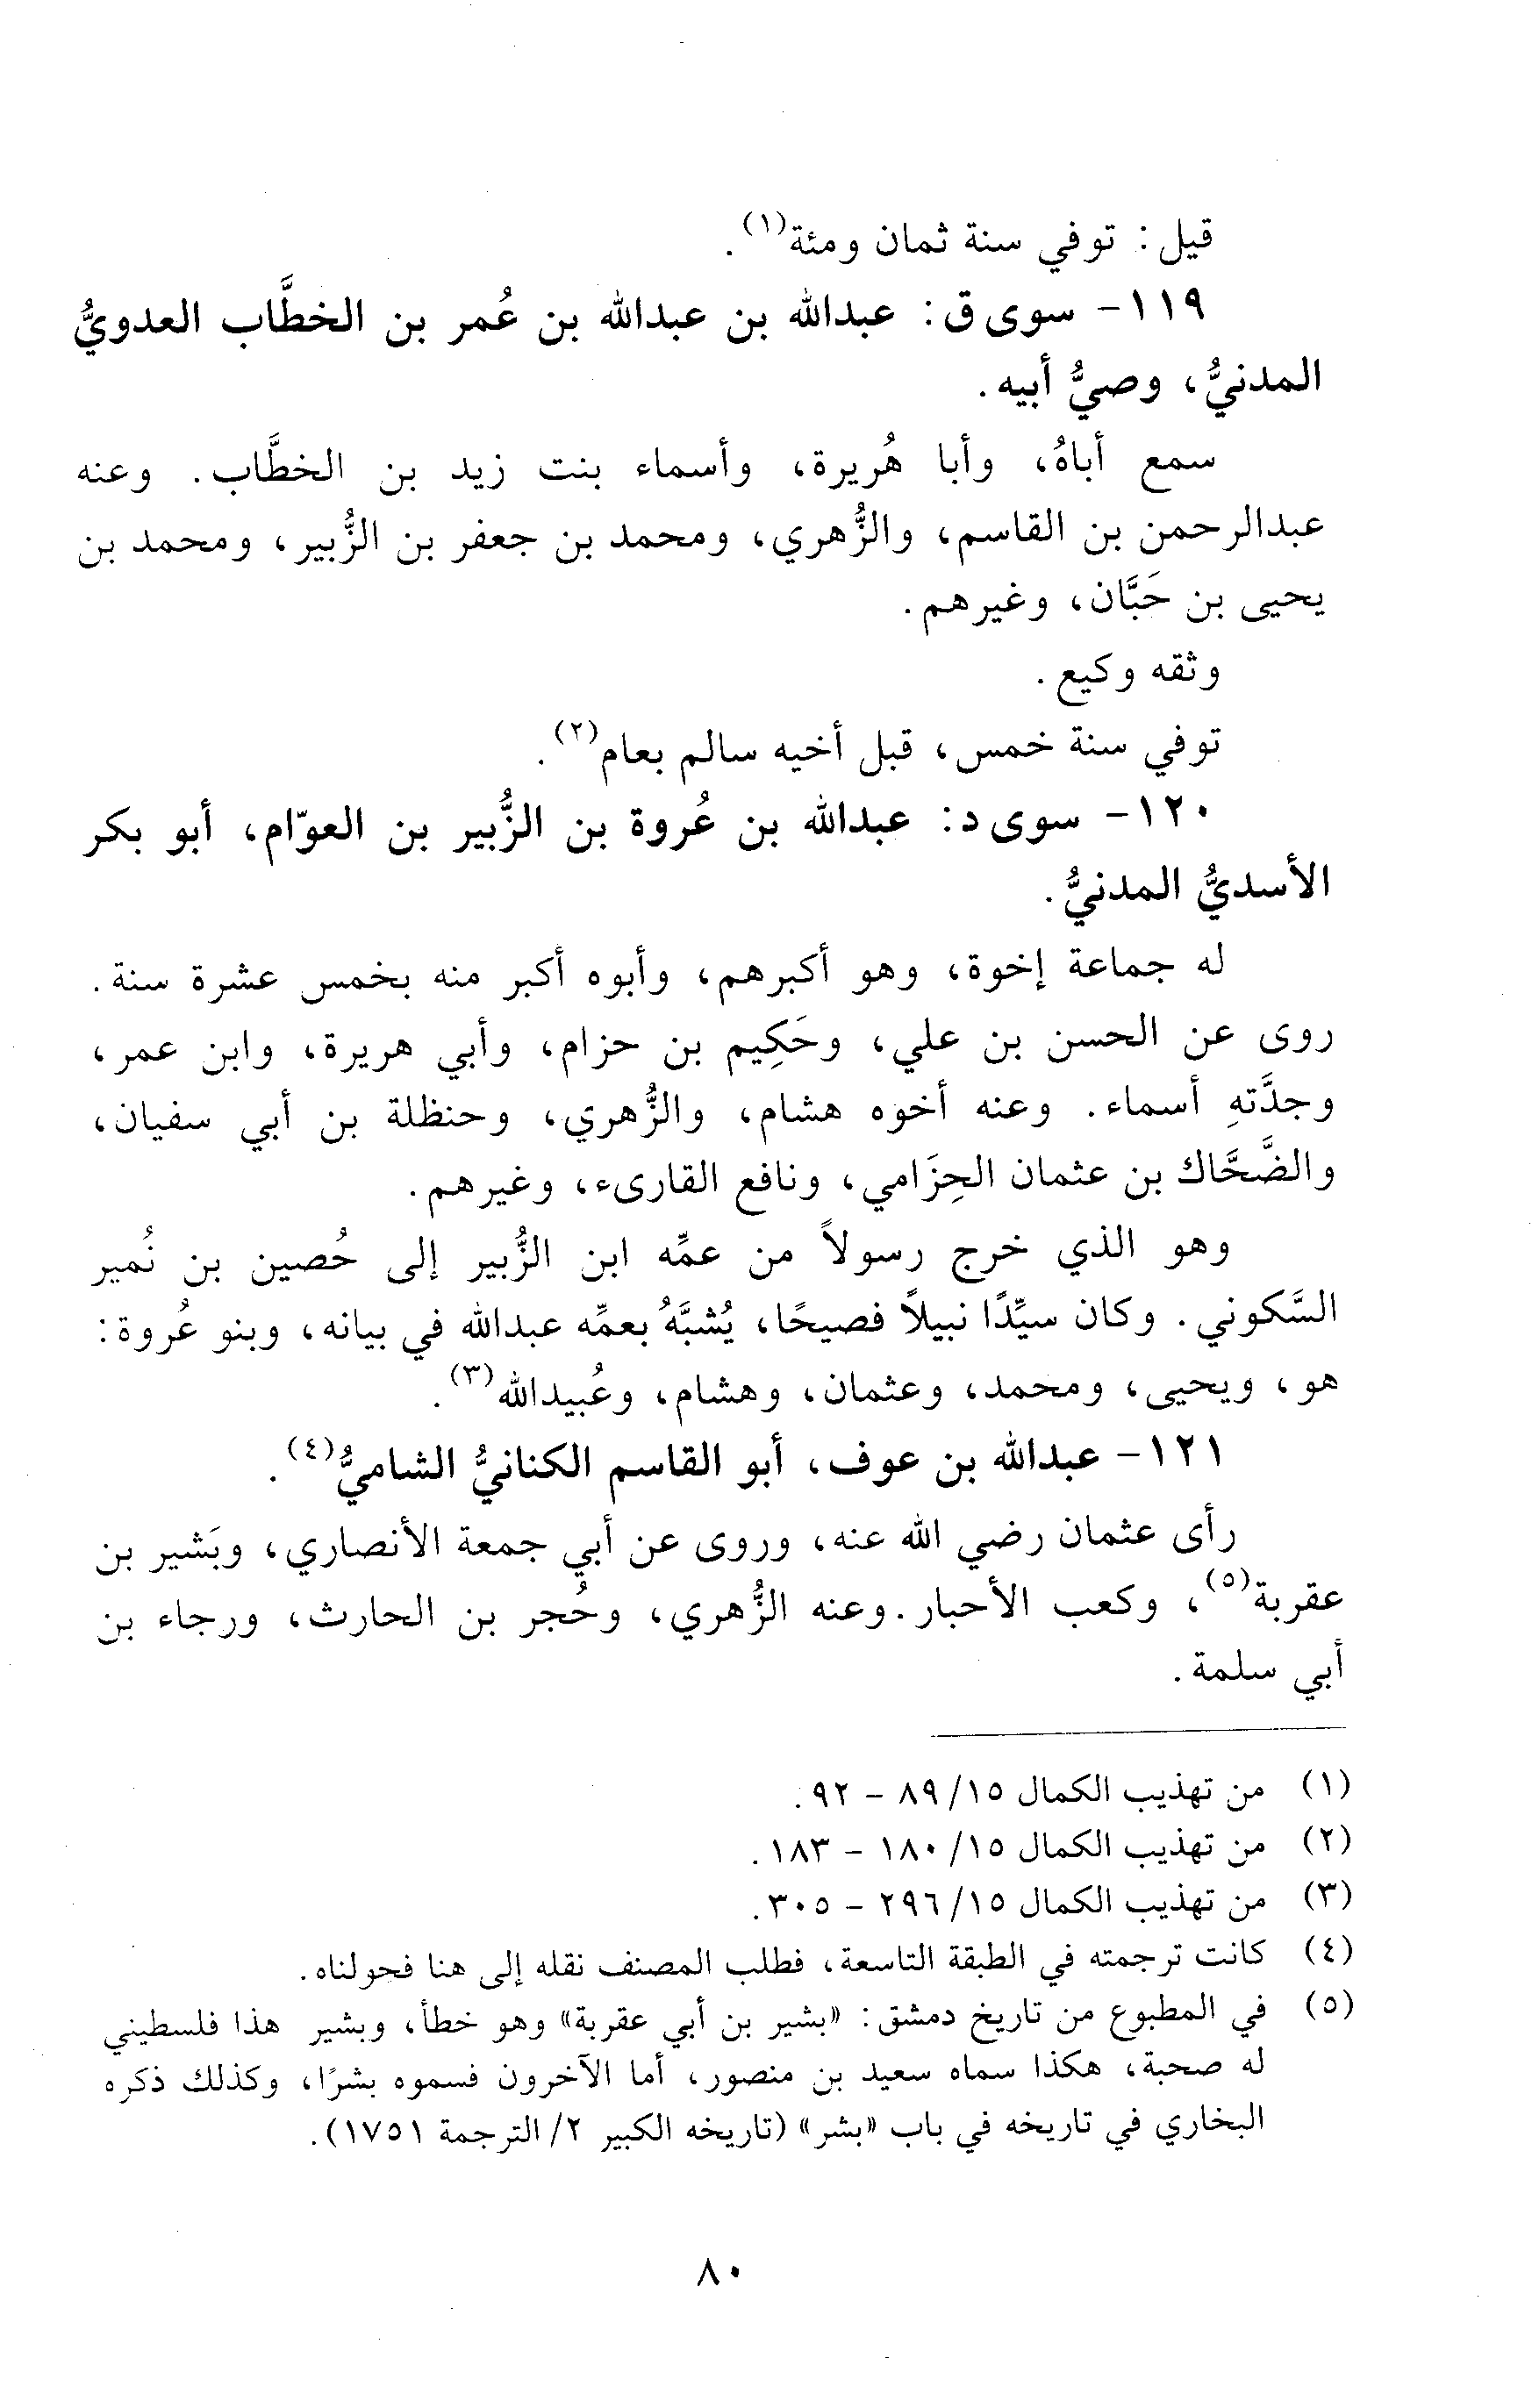 قيل: توفي سنة ثمان ومئة(١).
١١٩- سوى ق: عبدالله بن عبدالله بن عُمر بن الخطَّاب العدويُّ
المدنيُّ، وصيُّ أبيه.
سمع أباهُ، وأبا هُريرة، وأسماء بنت زيد بن الخطَّاب. وعنه
عبدالرحمن بن القاسم، والزُّهري، ومحمد بن جعفر بن الزُّبير، ومحمد بن
يحيى بن حَبَّان، وغيرهم.
وثقه وكيع.
توفي سنة خمس، قبل أخيه سالم بعام(٢).
١٢٠- سوى د: عبدالله بن عُروة بن الزُّبير بن العوّام، أبو بكر
الأسديُّ المدنيُّ.
له جماعة إخوة، وهو أكبرهم، وأبوه أكبر منه بخمس عشرة سنة.
روى عن الحسن بن علي، وحَكِيم بن حزام، وأبي هريرة، وابن عمر،
وجدَّتهِ أسماء. وعنه أخوه هشام، والزُّهري، وحنظلة بن أبي سفيان،
والضَّحَّاك بن عثمان الحِزَامي، ونافع القارىء، وغيرهم.
وهو الذي خرج رسولاً من عمِّه ابن الزُّبير إلى حُصين بن نُمير
السَّكوني. وكان سيِّدًا نبيلاً فصيحًا، يُشبَّهُ بعمِّه عبدالله في بيانه، وبنو عُروة:
هو، ويحيى، ومحمد، وعثمان، وهشام، وعُبيدالله(٣).
١٢١- عبدالله بن عوف، أبو القاسم الكنانيُّ الشاميُّ(٤).
رأى عثمان رضي الله عنه، وروى عن أبي جمعة الأنصاري، وبَشير بن
عقربة(٥)، وكعب الأحبار. وعنه الزُّهري، وحُجر بن الحارث، ورجاء بن
أبي سلمة.
(١) من تهذيب الكمال ١٥/ ٨٩ - ٩٢.
(٢) من تهذيب الكمال ١٥/ ١٨٠ - ١٨٣.
(٣) من تهذيب الكمال ١٥/ ٢٩٦ - ٣٠٥.
(٤) كانت ترجمته في الطبقة التاسعة، فطلب المصنف نقله إلى هنا فحولناه.
(٥) في المطبوع من تاريخ دمشق: «بشير بن أبي عقربة» وهو خطأ، وبشير هذا فلسطيني
له صحبة، هكذا سماه سعيد بن منصور، أما الآخرون فسموه بشرًا، وكذلك ذكره
البخاري في تاريخه في باب «بشر» (تاريخه الكبير ٢/ الترجمة ١٧٥١).
٨٠